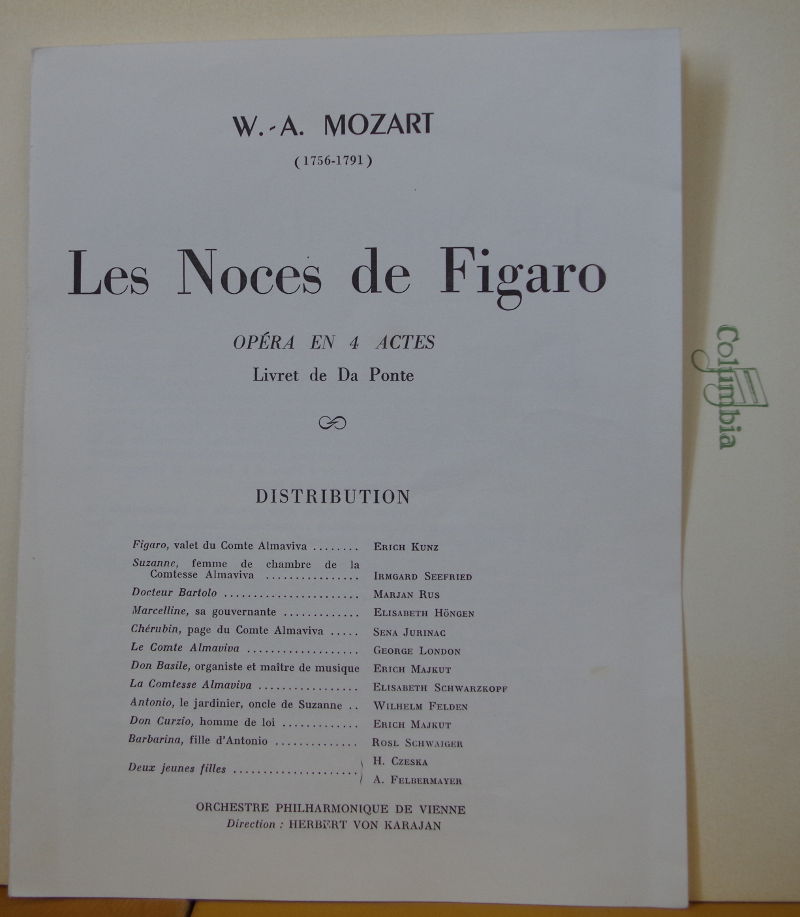 W.-A. MOZART
(1756-1791)
Les Noces de Figaro
OPÉRA EN 4 ACTES
Livret de Da Ponte
DISTRIBUTION
Figaro, valet du Comte Almaviva ........ ERICH KUNZ
Suzanne, femme de chambre de la
Comtesse Almaviva ................ IRMGARD SEEFRIED
Docteur Bartolo ....................... MARJAN RUS
Marcelline, sa gouvernante ............. ELISABETH HÖNGEN
Chérubin, page du Comte Almaviva ..... SENA JURINAC
Le Comte Almaviva ................... GEORGE LONDON
Don Basile, organiste et maître de musique ERICH MAJKUT
La Comtesse Almaviva ................. ELISABETH SCHWARZKOPF
Antonio, le jardinier, oncle de Suzanne .. WILHELM FELDEN
Don Curzio, homme de loi ............. ERICH MAJKUT
Barbarina, fille d'Antonio .............. ROSL SCHWAIGER
Deux jeunes filles ..................... H. CZESKA
A. FELBERMAYER
ORCHESTRE PHILHARMONIQUE DE VIENNE
Direction : HERBERT VON KARAJAN
Columbia